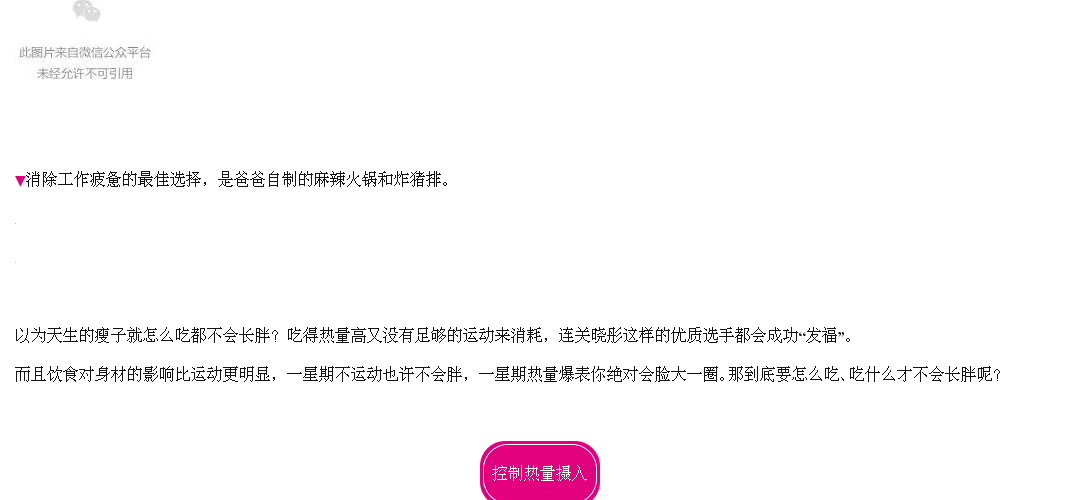 此图片来自微信公众平台
未经允许不可引用
▼消除工作疲惫的最佳选择，是爸爸自制的麻辣火锅和炸猪排。
以为天生的瘦子就怎么吃都不会长胖？吃得热量高又没有足够的运动来消耗，连关晓彤这样的优质选手都会成功“发福”。
而且饮食对身材的影响比运动更明显，一星期不运动也许不会胖，一星期热量爆表你绝对会脸大一圈。那到底要怎么吃、吃什么才不会长胖呢？
控制热量摄入